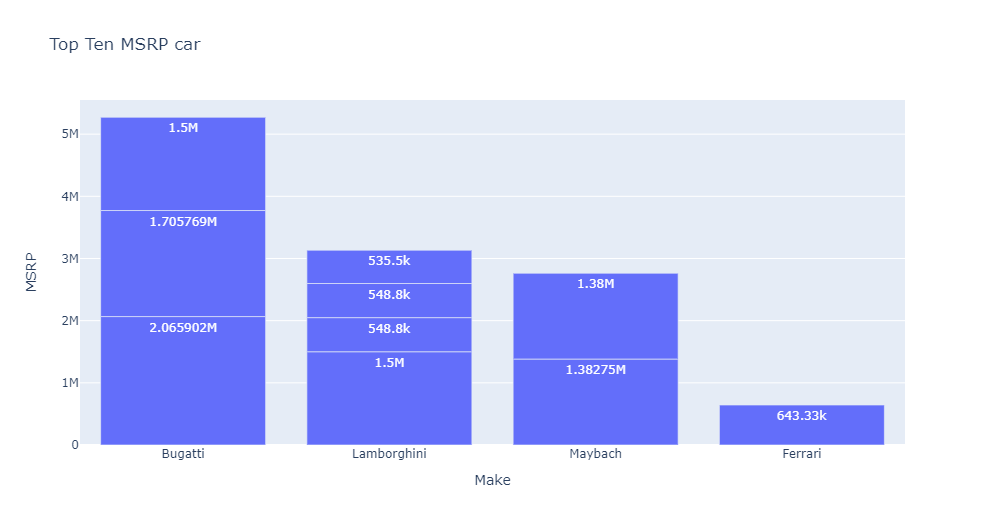 Top Ten MSRP car
MSRP
5M
4M
3M
2M
1M
0
1.5M
1.705769M
2.065902M
535.5k
548.8k
548.8k
1.5M
1.38M
1.38275M
643.33k
Bugatti
Lamborghini
Maybach
Ferrari
Make